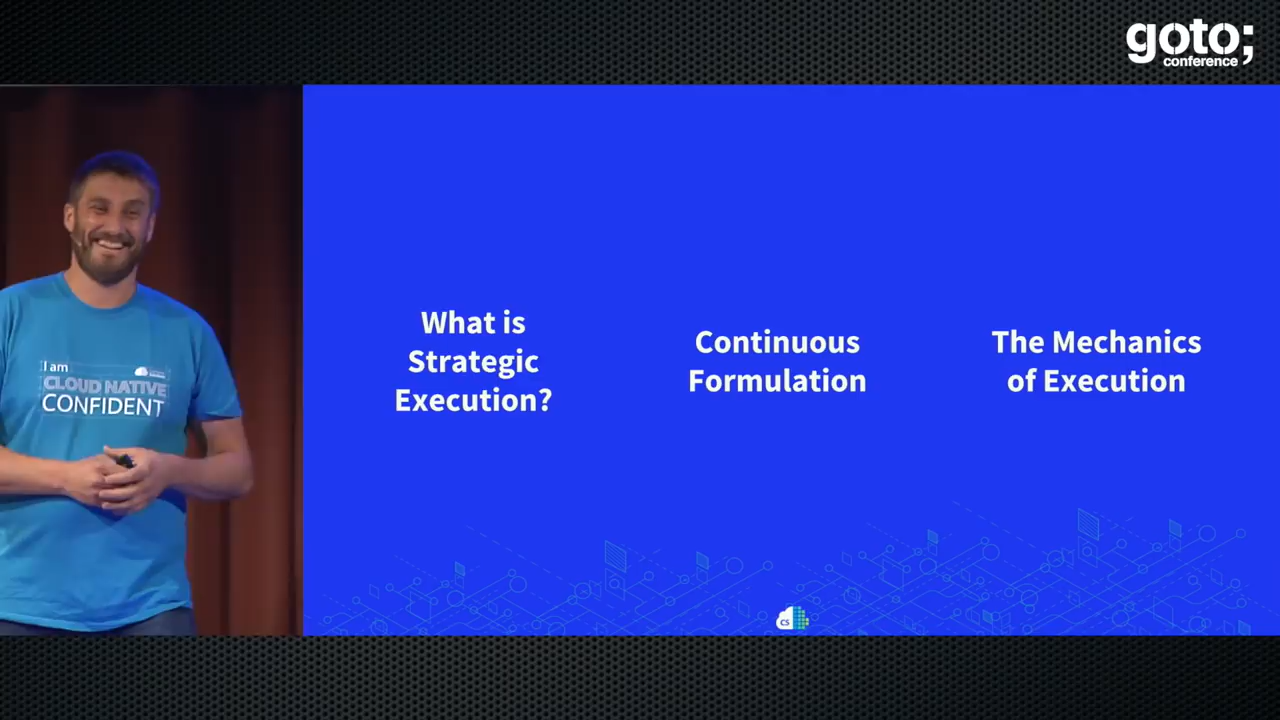 goto;
conference
I am
CLOUD NATIVE
CONFIDENT
What is
Strategic
Execution?
Continuous
Formulation
The Mechanics
of Execution
CS